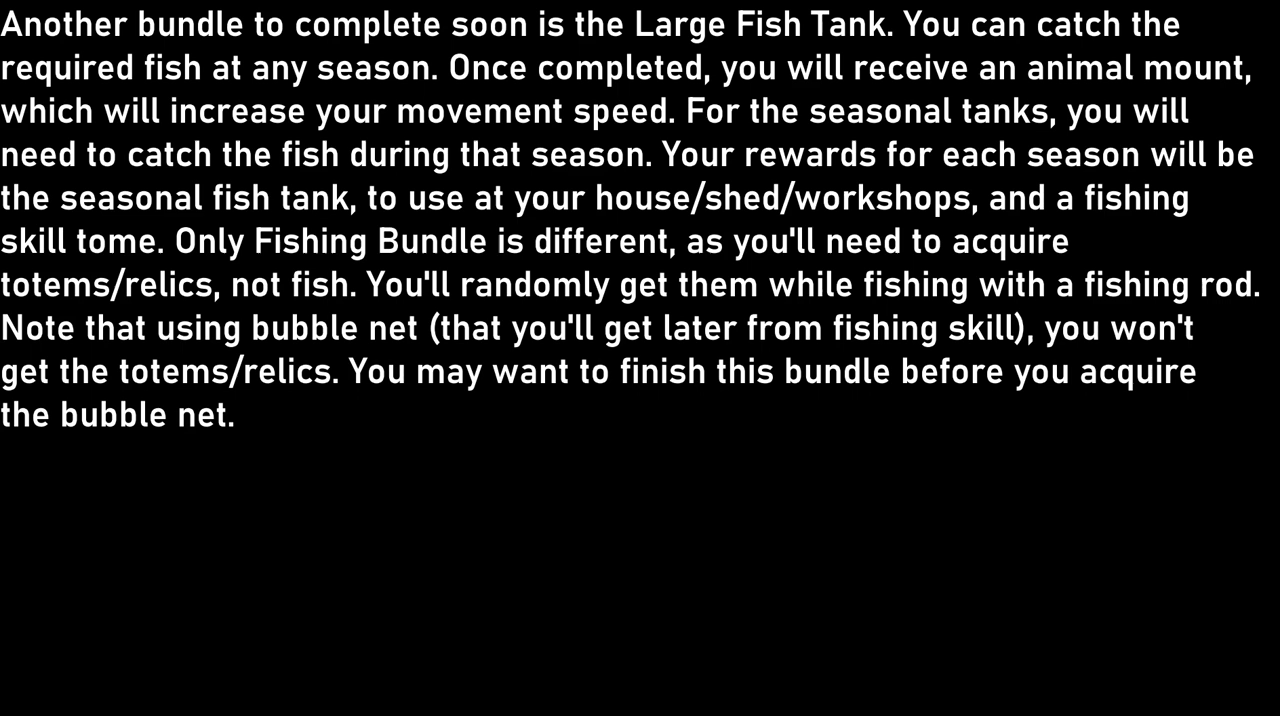 Another bundle to complete soon is the Large Fish Tank. You can catch the
required fish at any season. Once completed, you will receive an animal mount,
which will increase your movement speed. For the seasonal tanks, you will
need to catch the fish during that season. Your rewards for each season will be
the seasonal fish tank, to use at your house/shed/workshops, and a fishing
skill tome. Only Fishing Bundle is different, as you'll need to acquire
totems/relics, not fish. You'll randomly get them while fishing with a fishing rod.
Note that using bubble net (that you'll get later from fishing skill), you won't
get the totems/relics. You may want to finish this bundle before you acquire
the bubble net.